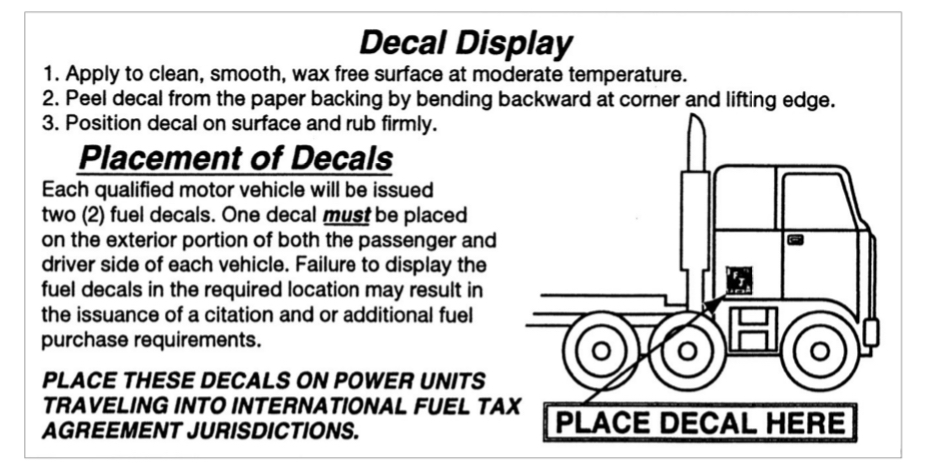 Decal Display
1. Apply to clean, smooth, wax free surface at moderate temperature.
2. Peel decal from the paper backing by bending backward at corner and lifting edge.
3. Position decal on surface and rub firmly.
Placement of Decals
Each qualified motor vehicle will be issued
two (2) fuel decals. One decal must be placed
on the exterior portion of both the passenger and
driver side of each vehicle. Failure to display the
fuel decals in the required location may result in
the issuance of a citation and or additional fuel
purchase requirements.
PLACE THESE DECALS ON POWER UNITS
TRAVELING INTO INTERNATIONAL FUEL TAX
AGREEMENT JURISDICTIONS.
PLACE DECAL HERE